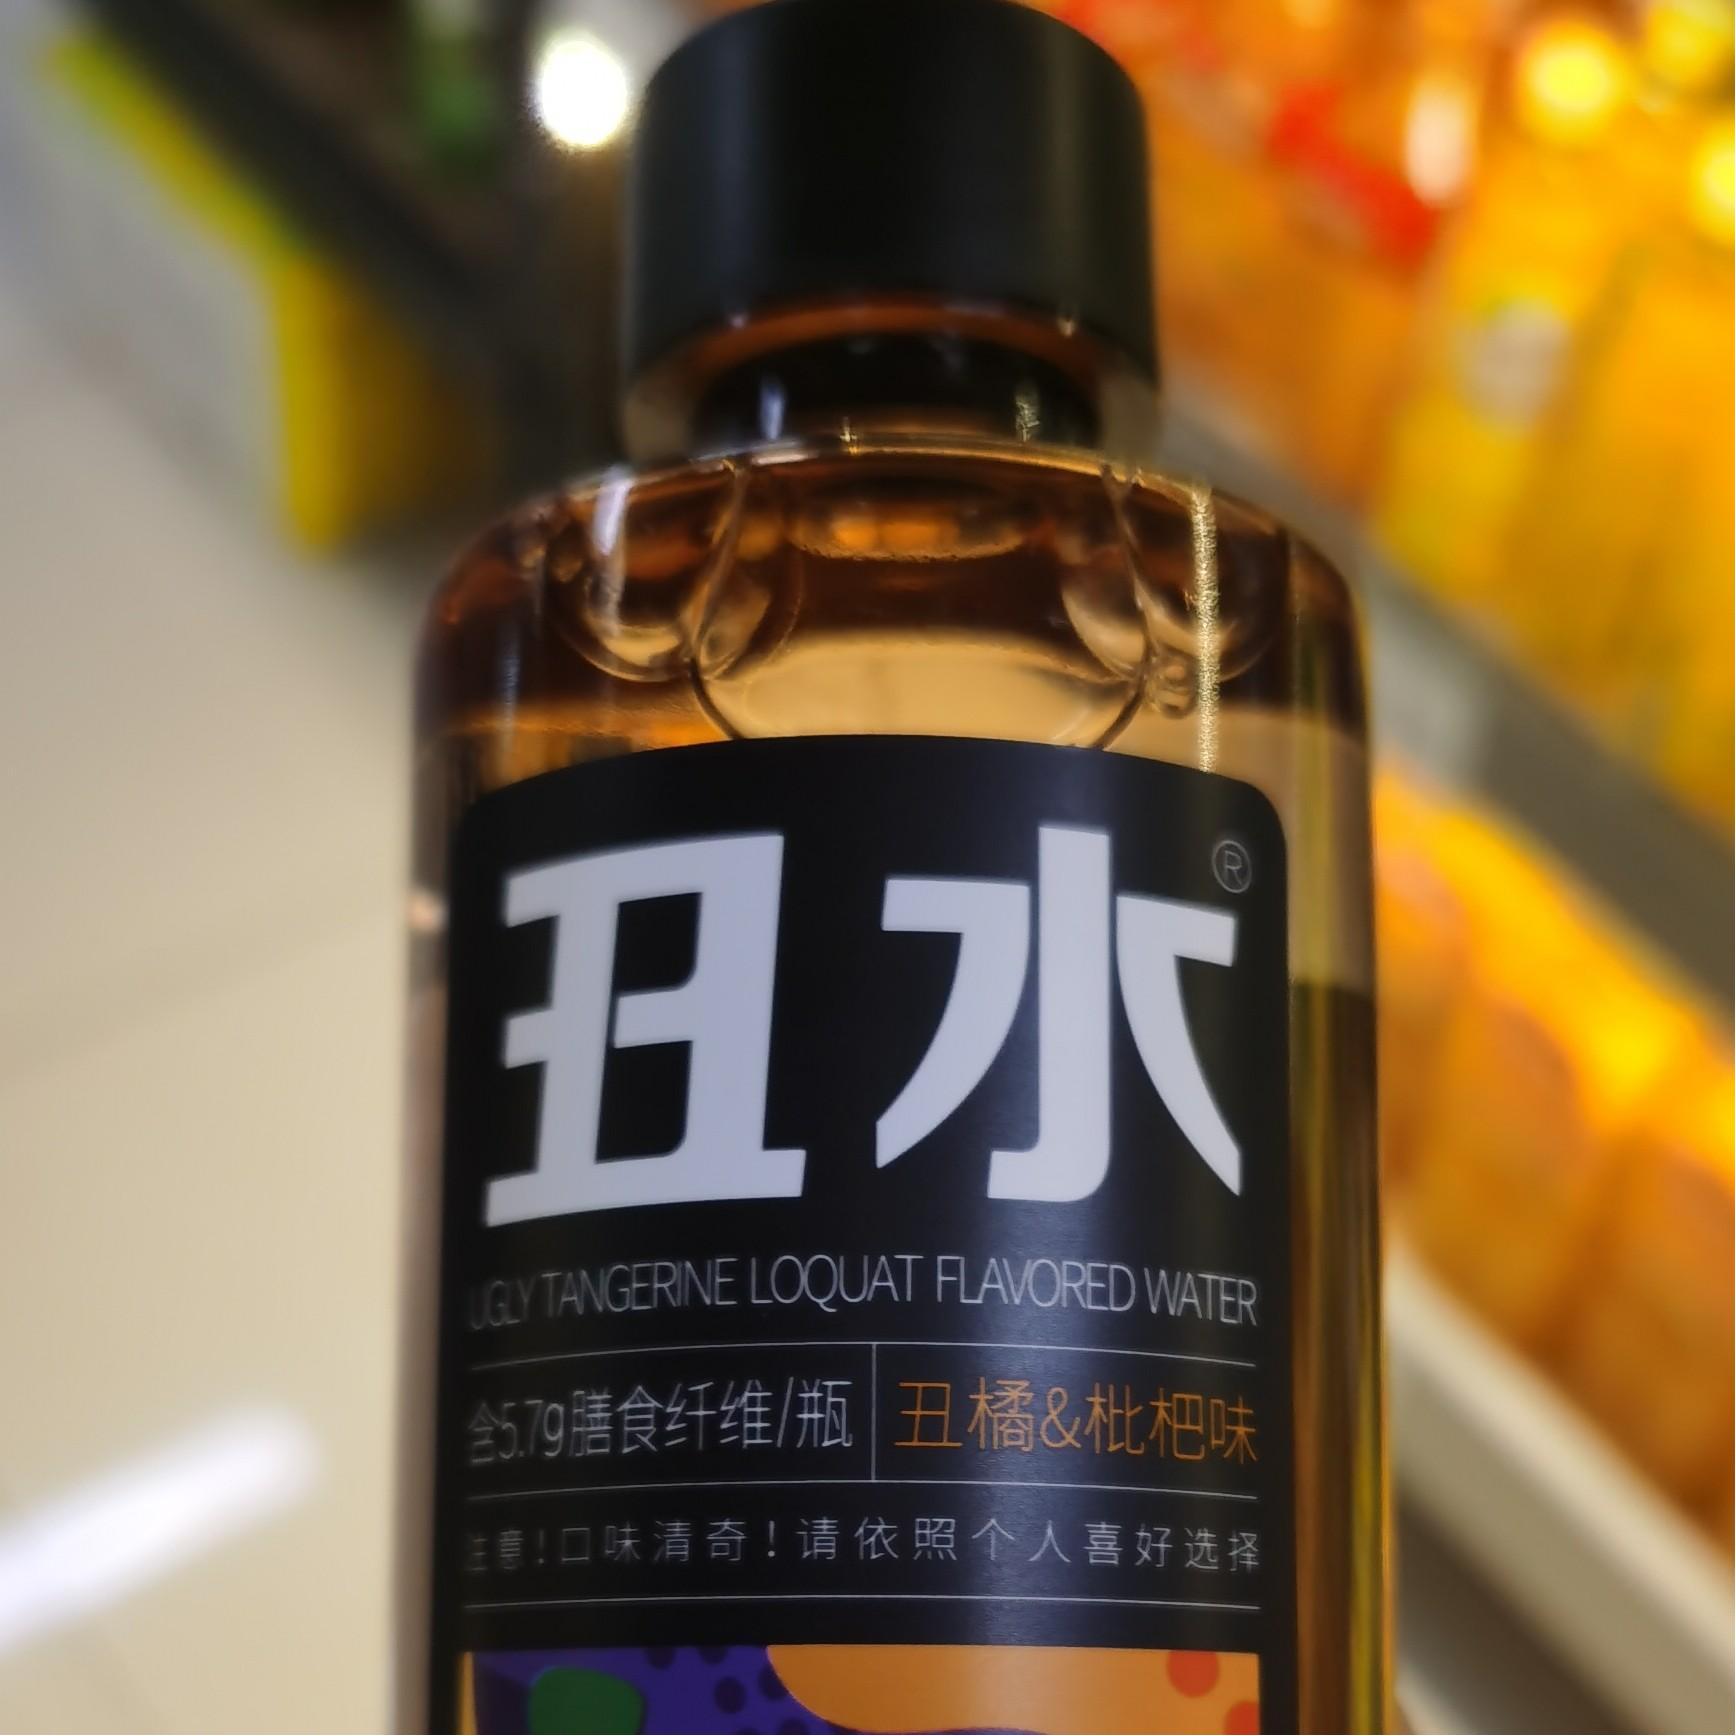 丑水®
UGLY TANGERINE LOQUAT FLAVORED WATER
含5.7g膳食纤维/瓶 丑橘&枇杷味
注意!口味清奇!请依照个人喜好选择